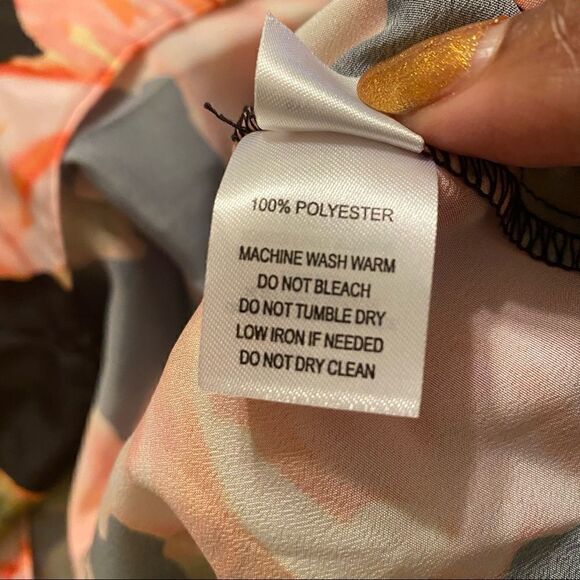 100% POLYESTER
MACHINE WASH WARM
DO NOT BLEACH
DO NOT TUMBLE DRY
LOW IRON IF NEEDED
DO NOT DRY CLEAN